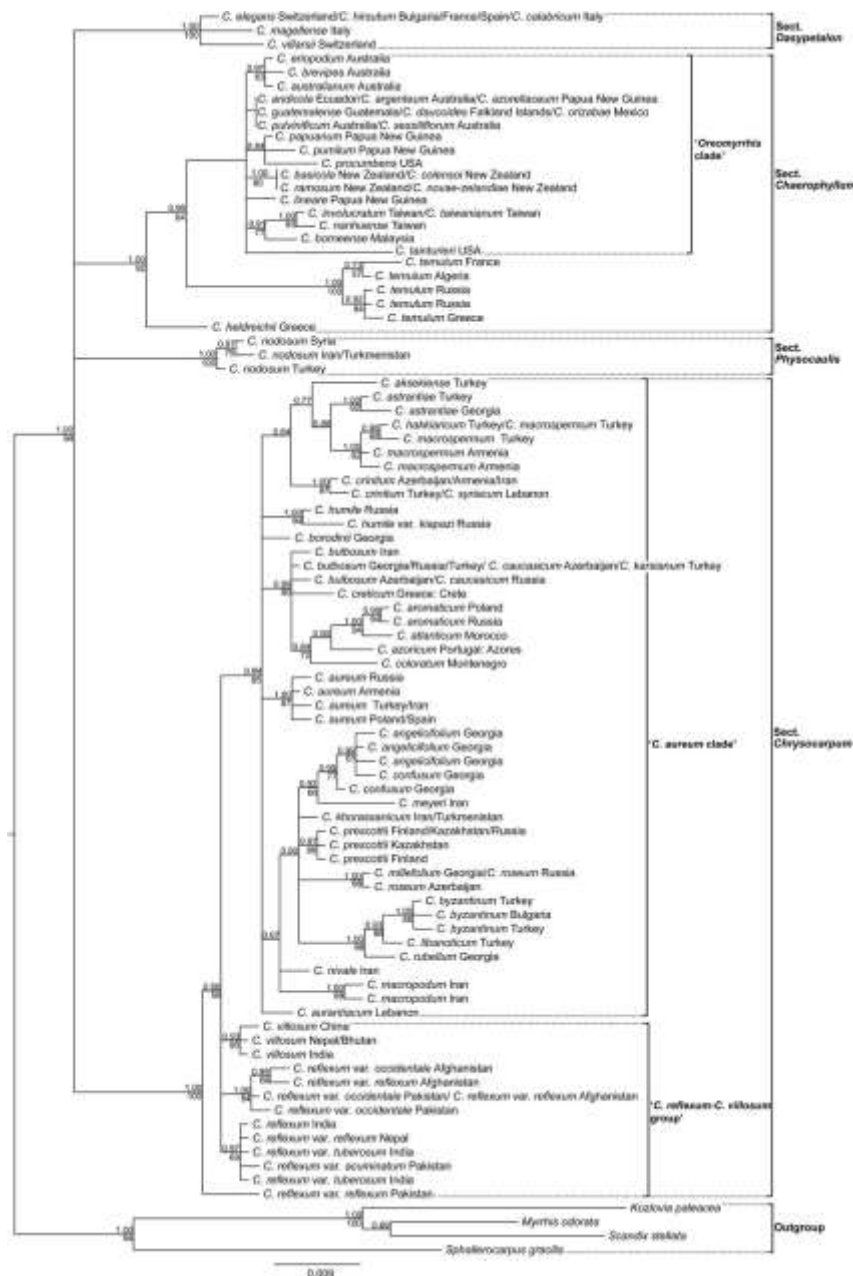 C. elegans Switzerland/C. hirsutum Bulgaria/France/Spain/C. calabricum Italy
C. magellense Italy
C. villarsii Switzerland
Sect. Dasypetalon
C. eriopodum Australia
C. brevipes Australia
C. australianum Australia
C. andicola Ecuador/C. argenteum Australia/C. azorellaceum Papua New Guinea
C. guatemalense Guatemala/C. daucoides Falkland Islands/C. orizabae Mexico
C. pulvinificum Australia/C. sessiliflorum Australia
C. papuanum Papua New Guinea
C. pumilum Papua New Guinea
C. procumbens USA
C. basicola New Zealand/C. colensoi New Zealand
C. ramosum New Zealand/C. novae-zelandiae New Zealand
C. lineare Papua New Guinea
C. involucratum Taiwan/C. taiwanianum Taiwan
C. nanhuense Taiwan
C. borneense Malaysia
C. tainturieri USA
'Oreomyrrhis clade'
C. temulum France
C. temulum Algeria
C. temulum Russia
C. temulum Russia
C. temulum Greece
C. heldreichii Greece
Sect. Chaerophyllum
C. nodosum Syria
C. nodosum Iran/Turkmenistan
C. nodosum Turkey
Sect. Physocaulis
C. aksekiense Turkey
C. astrantiae Turkey
C. astrantiae Georgia
C. hakkiaricum Turkey/C. macrospermum Turkey
C. macrospermum Turkey
C. macrospermum Armenia
C. macrospermum Armenia
C. crinitum Azerbaijan/Armenia/Iran
C. crinitum Turkey/C. syriacum Lebanon
C. humile Russia
C. humile var. kiapazi Russia
C. borodinii Georgia
C. bulbosum Iran
C. bulbosum Georgia/Russia/Turkey/ C. caucasicum Azerbaijan/C. karsianum Turkey
C. bulbosum Azerbaijan/C. caucasicum Russia
C. creticum Greece: Crete
C. aromaticum Poland
C. aromaticum Russia
C. atlanticum Morocco
C. azoricum Portugal: Azores
C. coloratum Montenegro
C. aureum Russia
C. aureum Armenia
C. aureum Turkey/Iran
C. aureum Poland/Spain
C. angelicifolium Georgia
C. angelicifolium Georgia
C. angelicifolium Georgia
C. confusum Georgia
C. confusum Georgia
C. meyeri Iran
C. khorassanicum Iran/Turkmenistan
C. prescottii Finland/Kazakhstan/Russia
C. prescottii Kazakhstan
C. prescottii Finland
C. millefolium Georgia/C. roseum Russia
C. roseum Azerbaijan
C. byzantinum Turkey
C. byzantinum Bulgaria
C. byzantinum Turkey
C. libanoticum Turkey
C. rubellum Georgia
C. nivale Iran
C. macropodum Iran
C. macropodum Iran
C. aurantiacum Lebanon
'C. aureum clade'
Sect. Chrysocarpum
C. villosum China
C. villosum Nepal/Bhutan
C. villosum India
C. reflexum var. occidentale Afghanistan
C. reflexum var. reflexum Afghanistan
C. reflexum var. occidentale Pakistan/ C. reflexum var. reflexum Afghanistan
C. reflexum var. occidentale Pakistan
C. reflexum India
C. reflexum var. reflexum Nepal
C. reflexum var. tuberosum India
C. reflexum var. acuminatum Pakistan
C. reflexum var. tuberosum India
C. reflexum var. reflexum Pakistan
'C. reflexum-C. villosum group'
Kozlovia paleacea
Myrrhis odorata
Scandix stellata
Sphallerocarpus gracilis
Outgroup
0.009